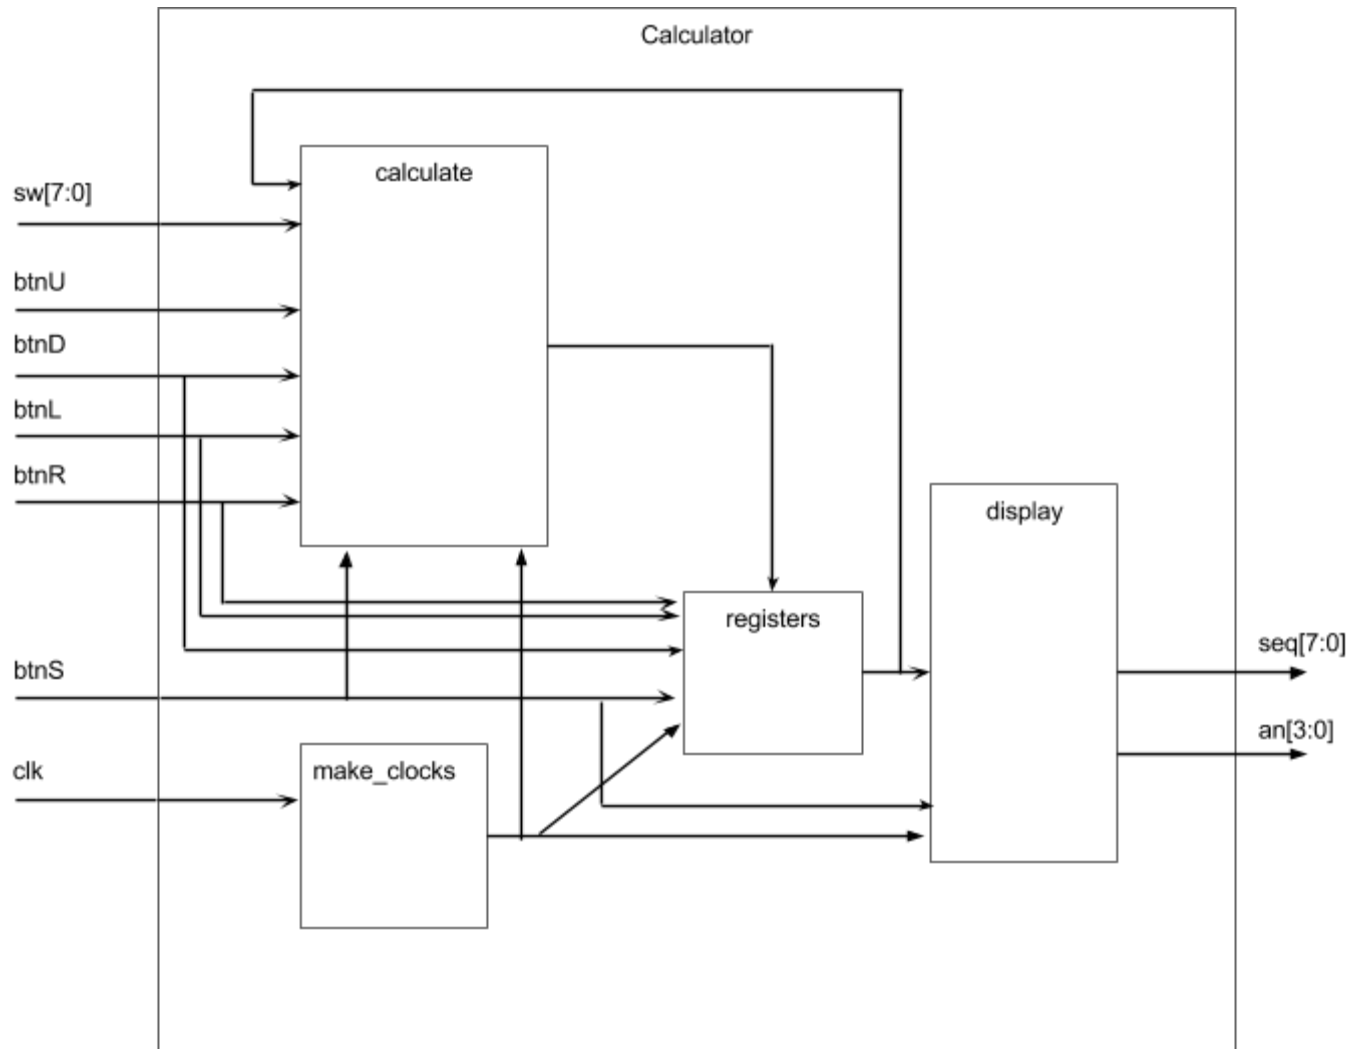 Calculator
calculate
sw[7:0]
btnU
btnD
btnL
btnR
display
registers
seq[7:0]
btnS
an[3:0]
clk
make_clocks